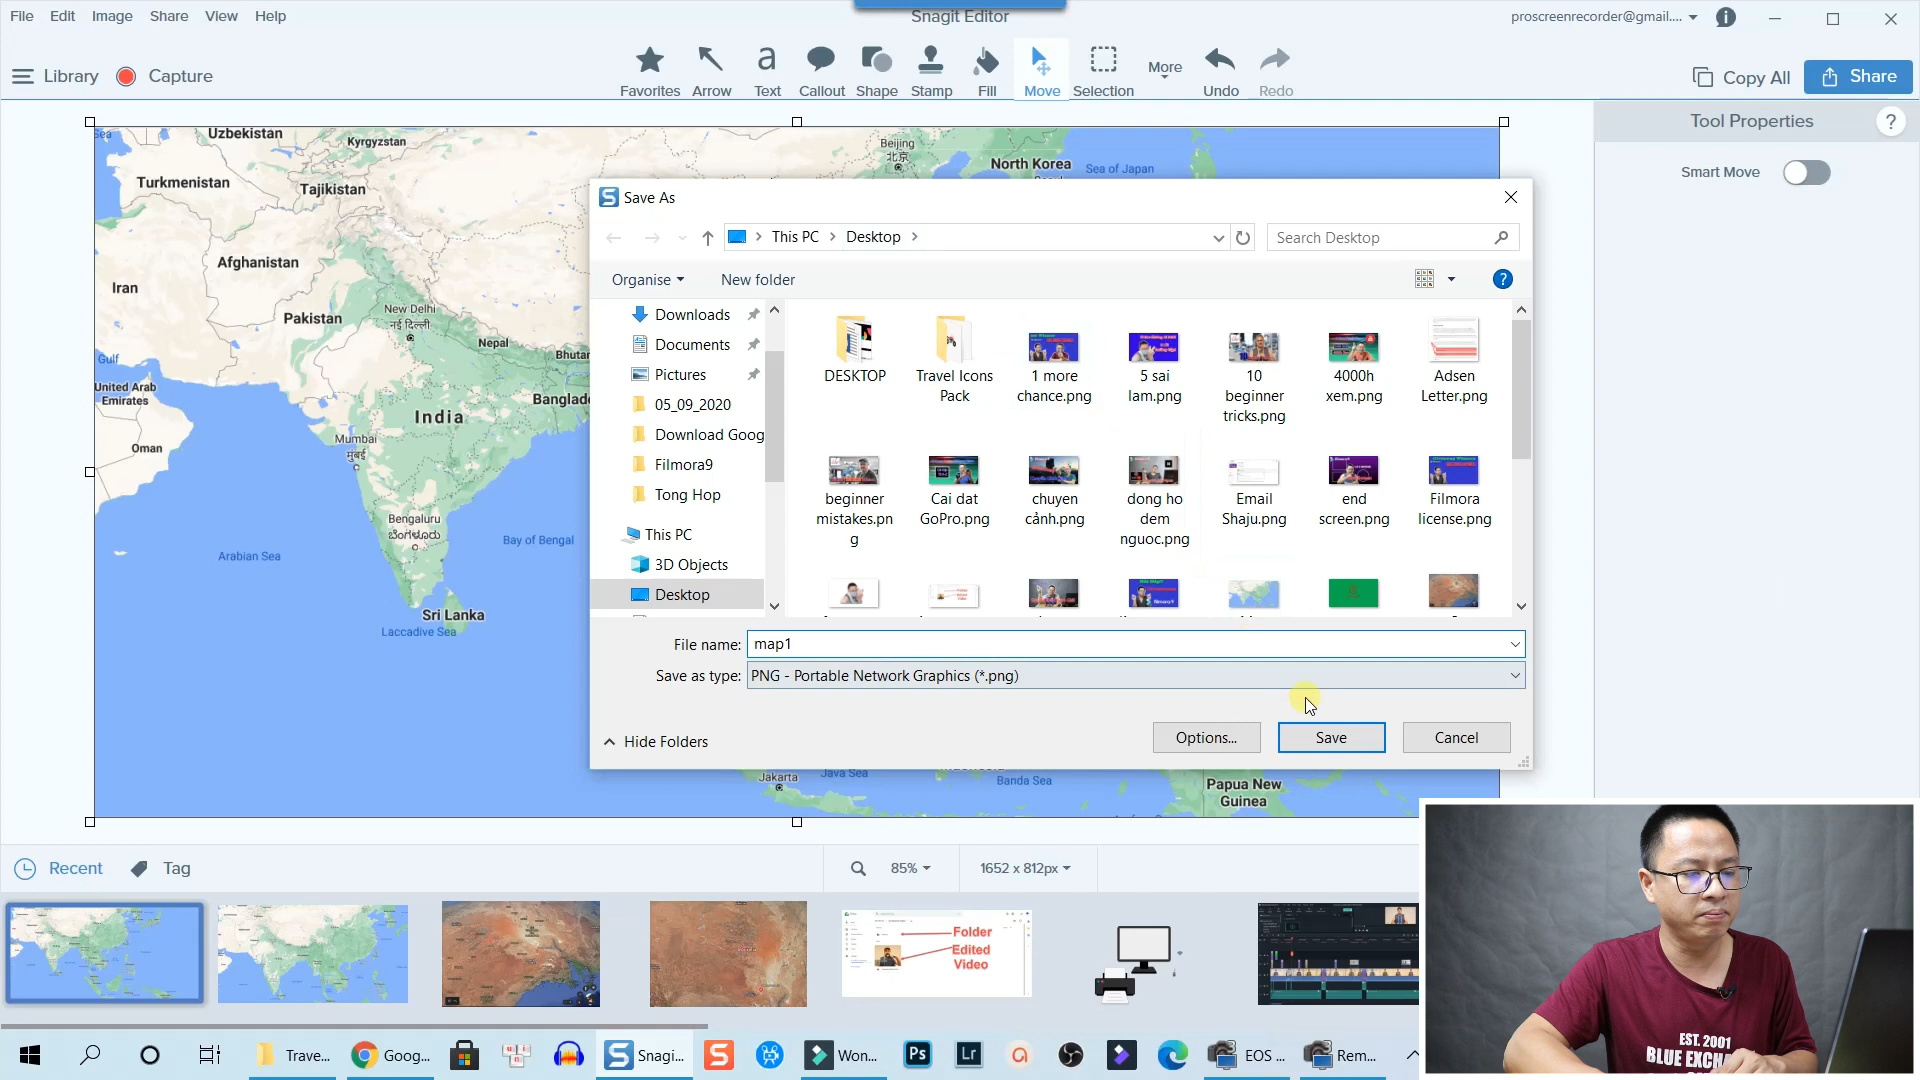 File Edit Image Share View Help
Snagit Editor
proscreenrecorder@gmail....
Library Capture
Favorites Arrow Text Callout Shape Stamp Fill Move Selection More Undo Redo
Copy All Share
Tool Properties ?
Smart Move
Sea
Uzbekistan
Kyrgyzstan
Turkmenistan
Tajikistan
Beijing
北京
North Korea
Sea of Japan
Afghanistan
Iran
Pakistan
New Delhi
नई दिल्ली
Nepal
Bhutan
Gulf
United Arab
Emirates
India
Banglade
Oman
Mumbai
मुंबई
Bengaluru
ಬೆಂಗಳೂರು
Arabian Sea
Bay of Bengal
Sri Lanka
Laccadive Sea
Jakarta
Java Sea
Banda Sea
Papua New
Guinea
Save As
This PC Desktop
Search Desktop
Organise New folder
Downloads
Documents
Pictures
05_09_2020
Download Goog
Filmora9
Tong Hop
This PC
3D Objects
Desktop
DESKTOP
Travel Icons
Pack
1 more
chance.png
5 sai
lam.png
10
beginner
tricks.png
4000h
xem.png
Adsen
Letter.png
beginner
mistakes.pn
g
Cai dat
GoPro.png
chuyen
cảnh.png
dong ho
dem
nguoc.png
Email
Shaju.png
end
screen.png
Filmora
license.png
File name: map1
Save as type: PNG - Portable Network Graphics (*.png)
Hide Folders
Options... Save Cancel
Recent Tag
85%
1652 x 812px
Folder
Edited
Video
EST. 2001
BLUE EXCH
Trave... Goog... Snagi... Won... Ps Lr EOS ... Rem...